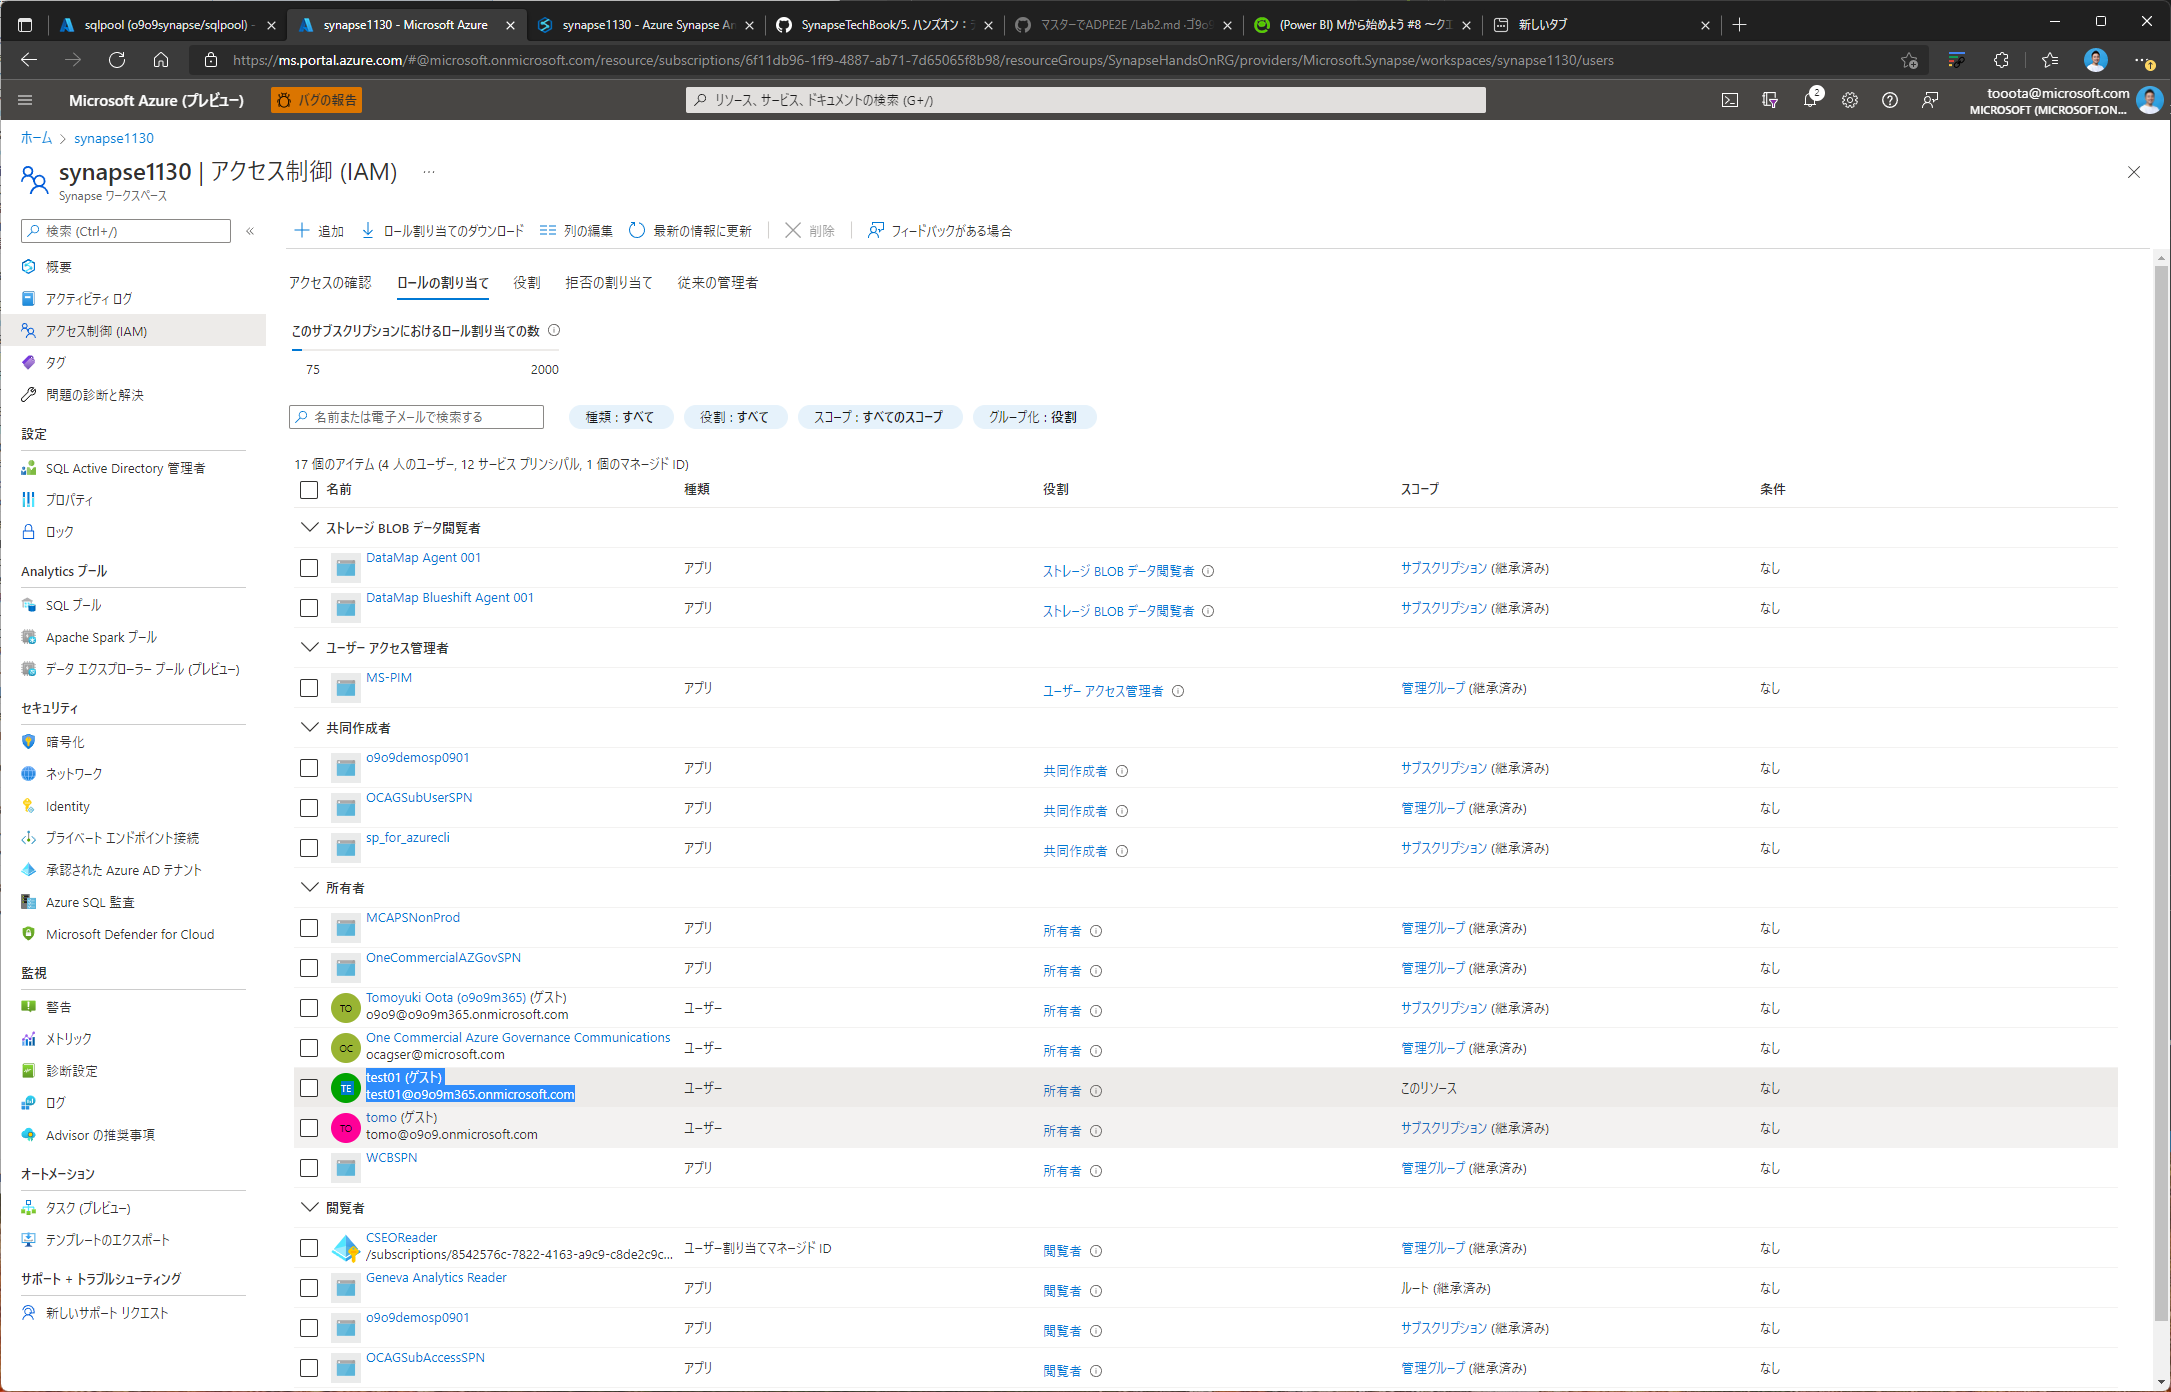 sqlpool (o9o9synapse/sqlpool) -
synapse1130 - Microsoft Azure
synapse1130 - Azure Synapse An
SynapseTechBook/5. ハンズオン：ラ
マスターでADPE2E /Lab2.md ·ゴ9o9
(Power BI) Mから始めよう #8 ～クエ
新しいタブ
https://ms.portal.azure.com/#@microsoft.onmicrosoft.com/resource/subscriptions/6f11db96-1ff9-4887-ab71-7d65065f8b98/resourceGroups/SynapseHandsOnRG/providers/Microsoft.Synapse/workspaces/synapse1130/users
Microsoft Azure (プレビュー)
バグの報告
リソース、サービス、ドキュメントの検索 (G+/)
2
tooota@microsoft.com
MICROSOFT (MICROSOFT.ON...
ホーム > synapse1130
synapse1130 | アクセス制御 (IAM) ...
Synapse ワークスペース
検索 (Ctrl+/)
«
概要
アクティビティ ログ
アクセス制御 (IAM)
タグ
問題の診断と解決
設定
SQL Active Directory 管理者
プロパティ
ロック
Analytics プール
SQL プール
Apache Spark プール
データ エクスプローラー プール (プレビュー)
セキュリティ
暗号化
ネットワーク
Identity
プライベート エンドポイント接続
承認された Azure AD テナント
Azure SQL 監査
Microsoft Defender for Cloud
監視
警告
メトリック
診断設定
ログ
Advisor の推奨事項
オートメーション
タスク (プレビュー)
テンプレートのエクスポート
サポート + トラブルシューティング
新しいサポート リクエスト
追加 ロール割り当てのダウンロード 列の編集 最新の情報に更新 削除 フィードバックがある場合
アクセスの確認 ロールの割り当て 役割 拒否の割り当て 従来の管理者
このサブスクリプションにおけるロール割り当ての数
75 2000
名前または電子メールで検索する
種類 : すべて
役割 : すべて
スコープ : すべてのスコープ
グループ化 : 役割
17 個のアイテム (4 人のユーザー, 12 サービス プリンシパル, 1 個のマネージド ID)
名前 種類 役割 スコープ 条件
ストレージ BLOB データ閲覧者
DataMap Agent 001 アプリ ストレージ BLOB データ閲覧者 サブスクリプション (継承済み) なし
DataMap Blueshift Agent 001 アプリ ストレージ BLOB データ閲覧者 サブスクリプション (継承済み) なし
ユーザー アクセス管理者
MS-PIM アプリ ユーザー アクセス管理者 管理グループ (継承済み) なし
共同作成者
o9o9demosp0901 アプリ 共同作成者 サブスクリプション (継承済み) なし
OCAGSubUserSPN アプリ 共同作成者 管理グループ (継承済み) なし
sp_for_azurecli アプリ 共同作成者 サブスクリプション (継承済み) なし
所有者
MCAPSNonProd アプリ 所有者 管理グループ (継承済み) なし
OneCommercialAZGovSPN アプリ 所有者 管理グループ (継承済み) なし
TO Tomoyuki Oota (o9o9m365) (ゲスト) ユーザー 所有者 サブスクリプション (継承済み) なし
o9o9@o9o9m365.onmicrosoft.com
OC One Commercial Azure Governance Communications ユーザー 所有者 管理グループ (継承済み) なし
ocagser@microsoft.com
TE test01 (ゲスト) ユーザー 所有者 このリソース なし
test01@o9o9m365.onmicrosoft.com
TO tomo (ゲスト) ユーザー 所有者 サブスクリプション (継承済み) なし
tomo@o9o9.onmicrosoft.com
WCBSPN アプリ 所有者 管理グループ (継承済み) なし
閲覧者
CSEOReader ユーザー割り当てマネージド ID 閲覧者 管理グループ (継承済み) なし
/subscriptions/8542576c-7822-4163-a9c9-c8de2c9c...
Geneva Analytics Reader アプリ 閲覧者 ルート (継承済み) なし
o9o9demosp0901 アプリ 閲覧者 サブスクリプション (継承済み) なし
OCAGSubAccessSPN アプリ 閲覧者 管理グループ (継承済み) なし